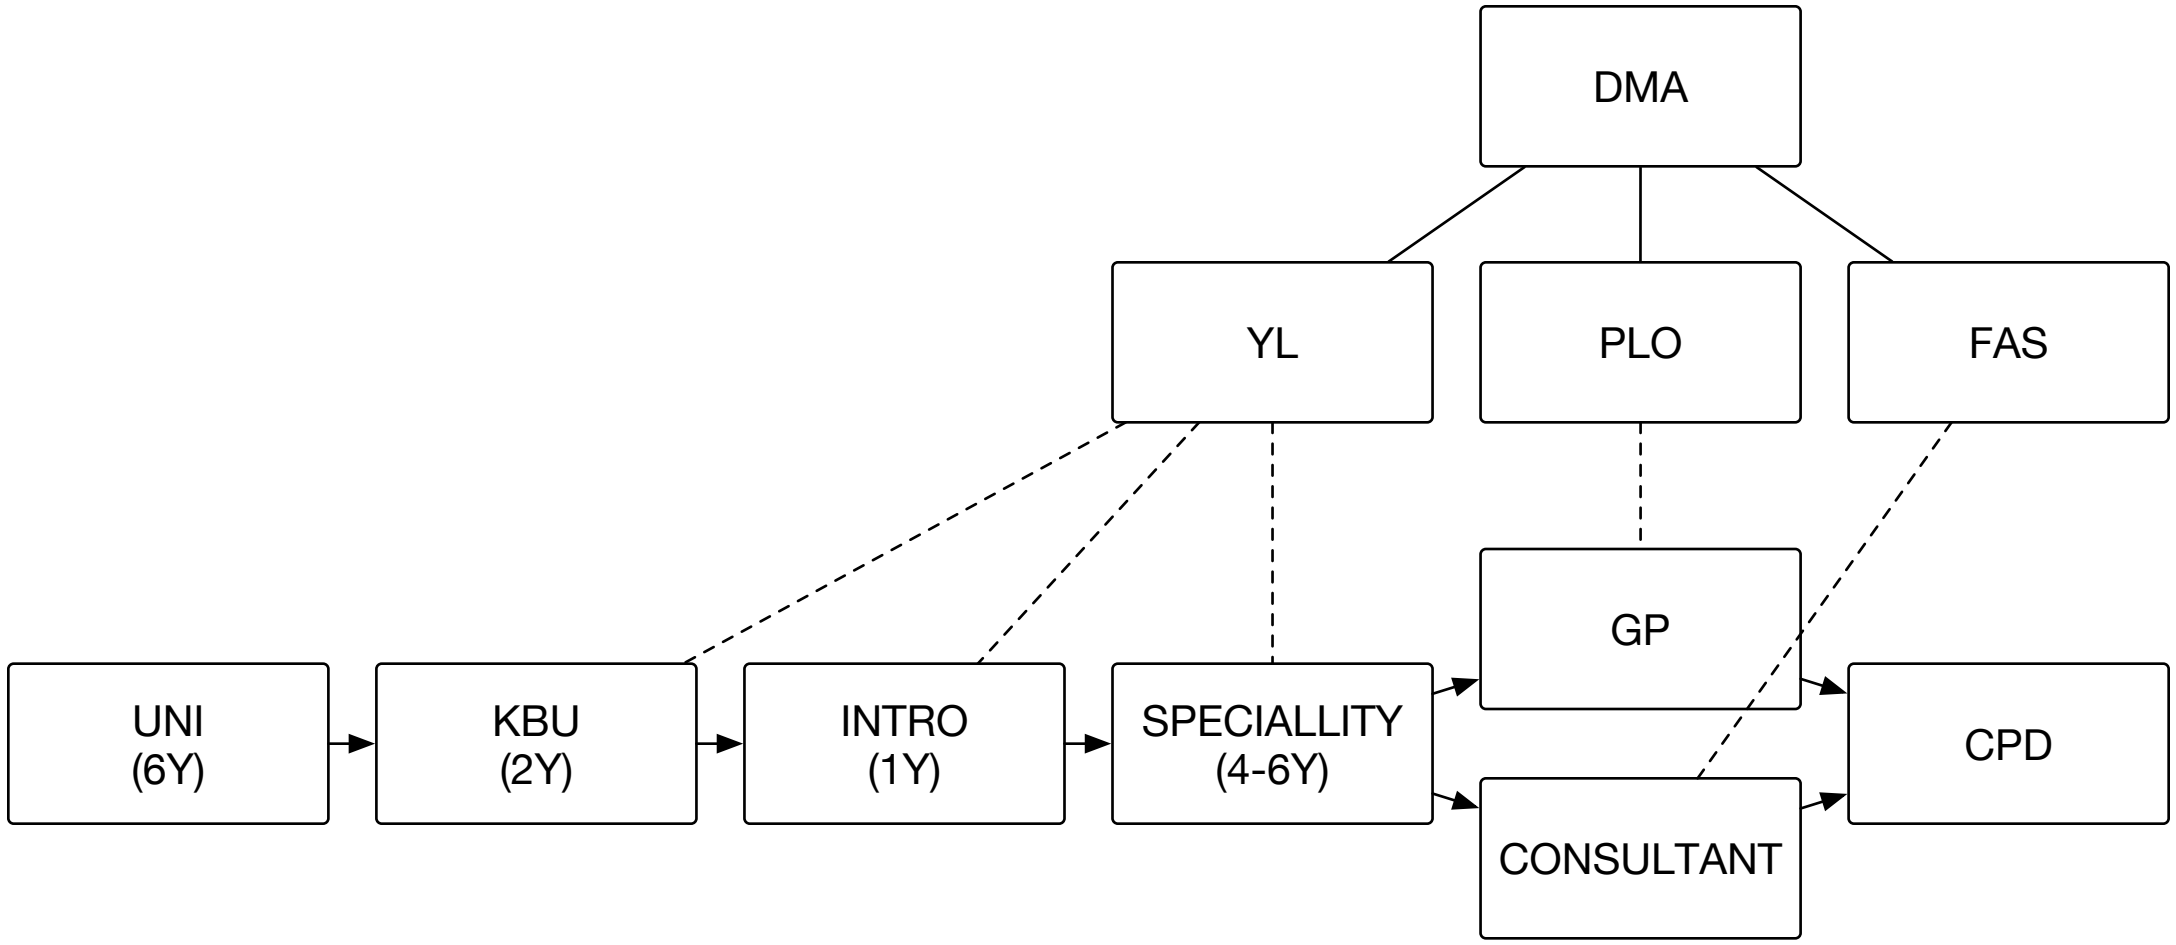 DMA
YL
PLO
FAS
GP
UNI
(6Y)
KBU
(2Y)
INTRO
(1Y)
SPECIALLITY
(4-6Y)
CPD
CONSULTANT